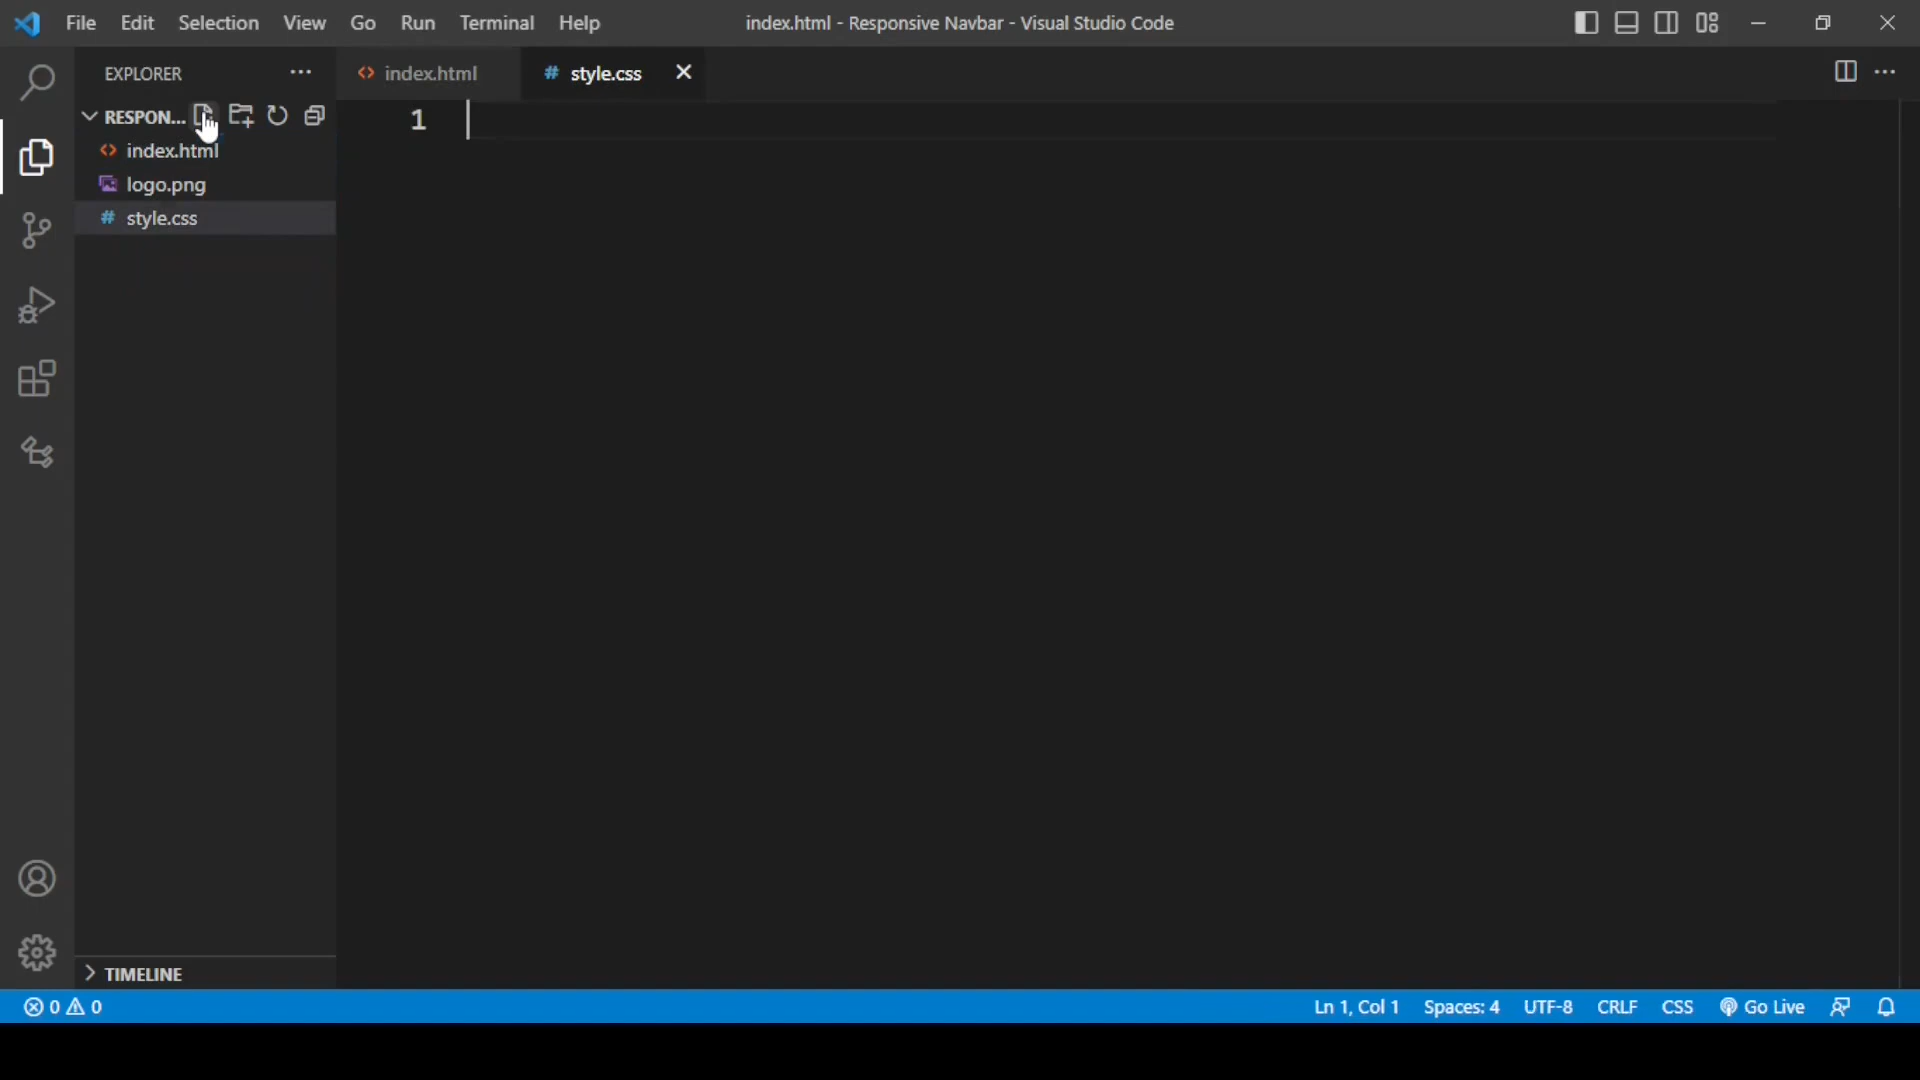 File Edit Selection View Go Run Terminal Help index.html - Responsive Navbar - Visual Studio Code
EXPLORER
index.html
# style.css
RESPON...
index.html
logo.png
# style.css
1
TIMELINE
0 0
Ln 1, Col 1 Spaces: 4 UTF-8 CRLF CSS Go Live